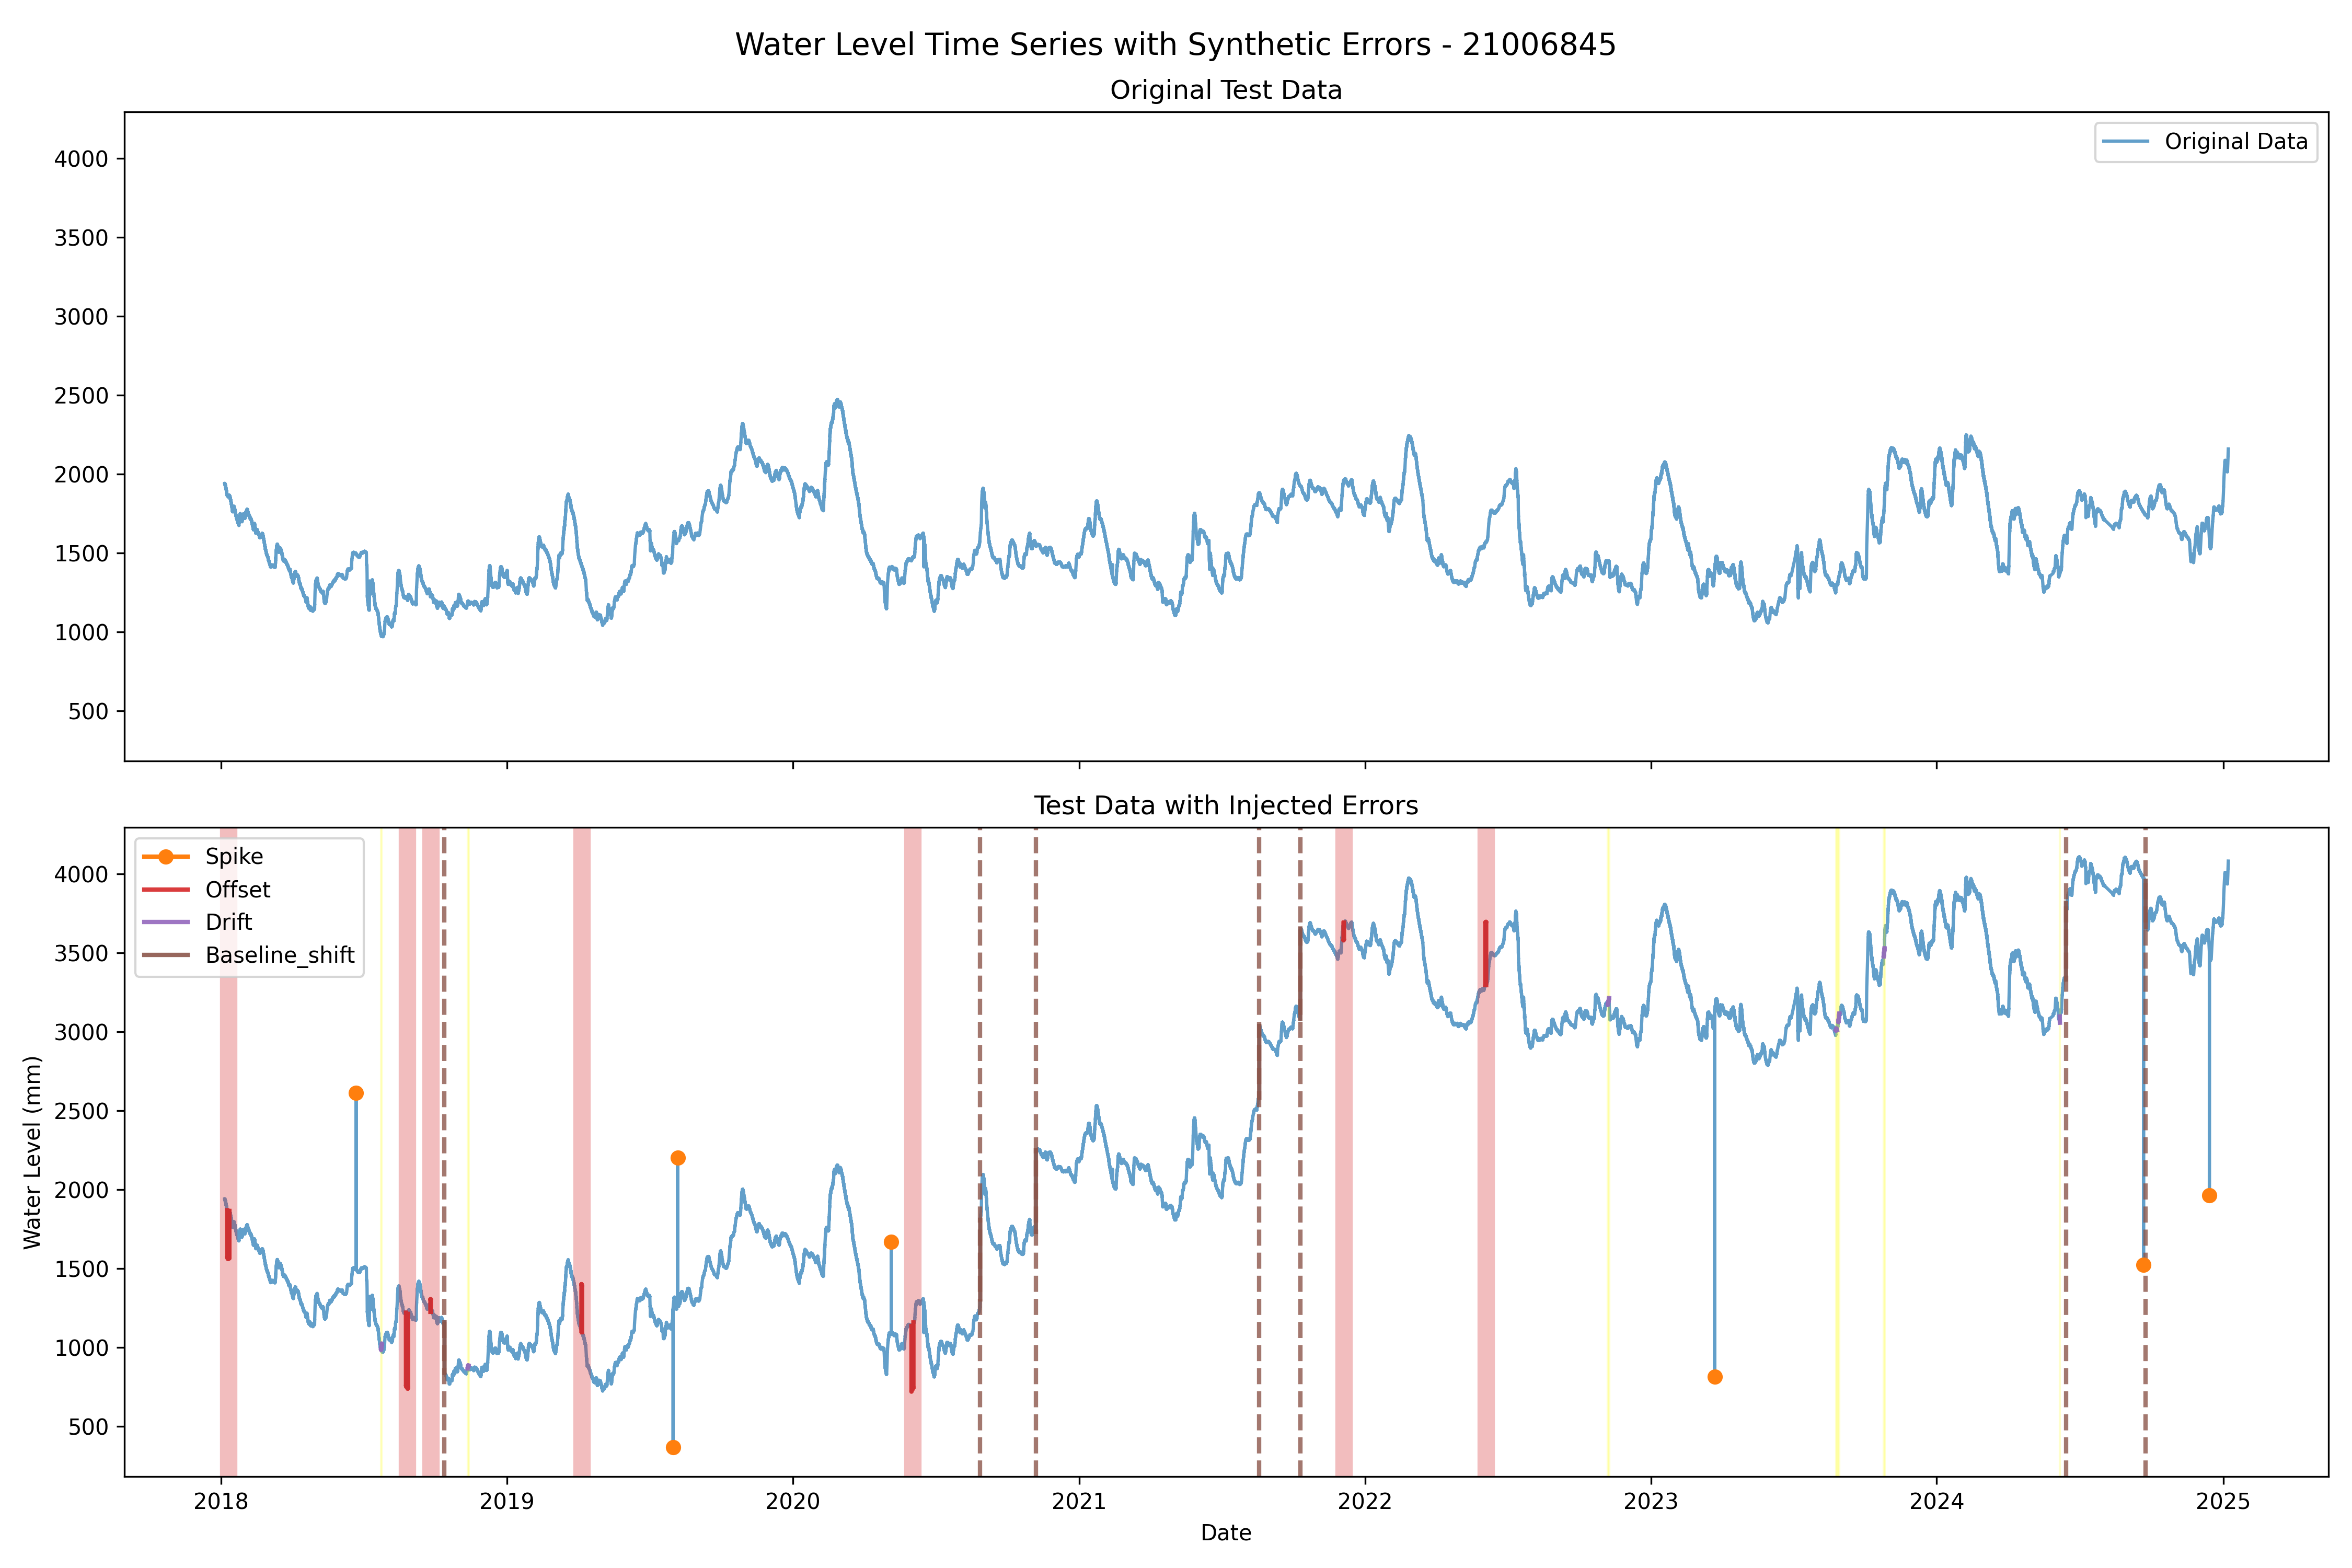 Water Level Time Series with Synthetic Errors - 21006845
Original Test Data
Original Data
4000
3500
3000
2500
2000
1500
1000
500
Test Data with Injected Errors
Spike
Offset
Drift
Baseline_shift
Water Level (mm)
4000
3500
3000
2500
2000
1500
1000
500
2018 2019 2020 2021 2022 2023 2024 2025
Date